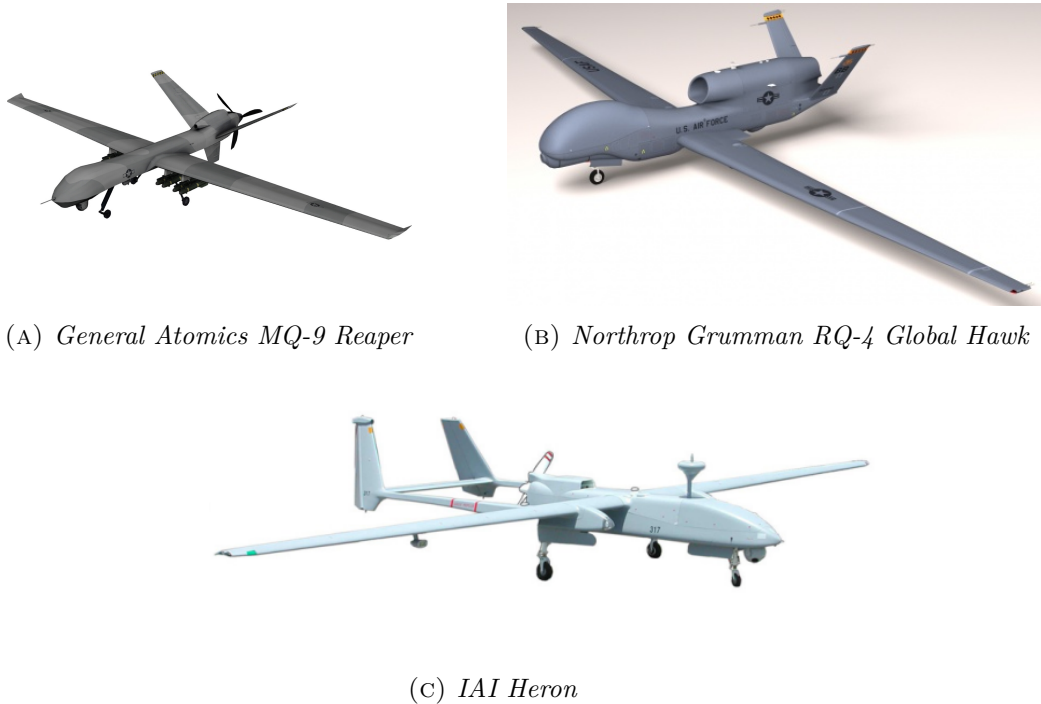 U.S. AIR FORCE
(A) General Atomics MQ-9 Reaper
(B) Northrop Grumman RQ-4 Global Hawk
317
(C) IAI Heron